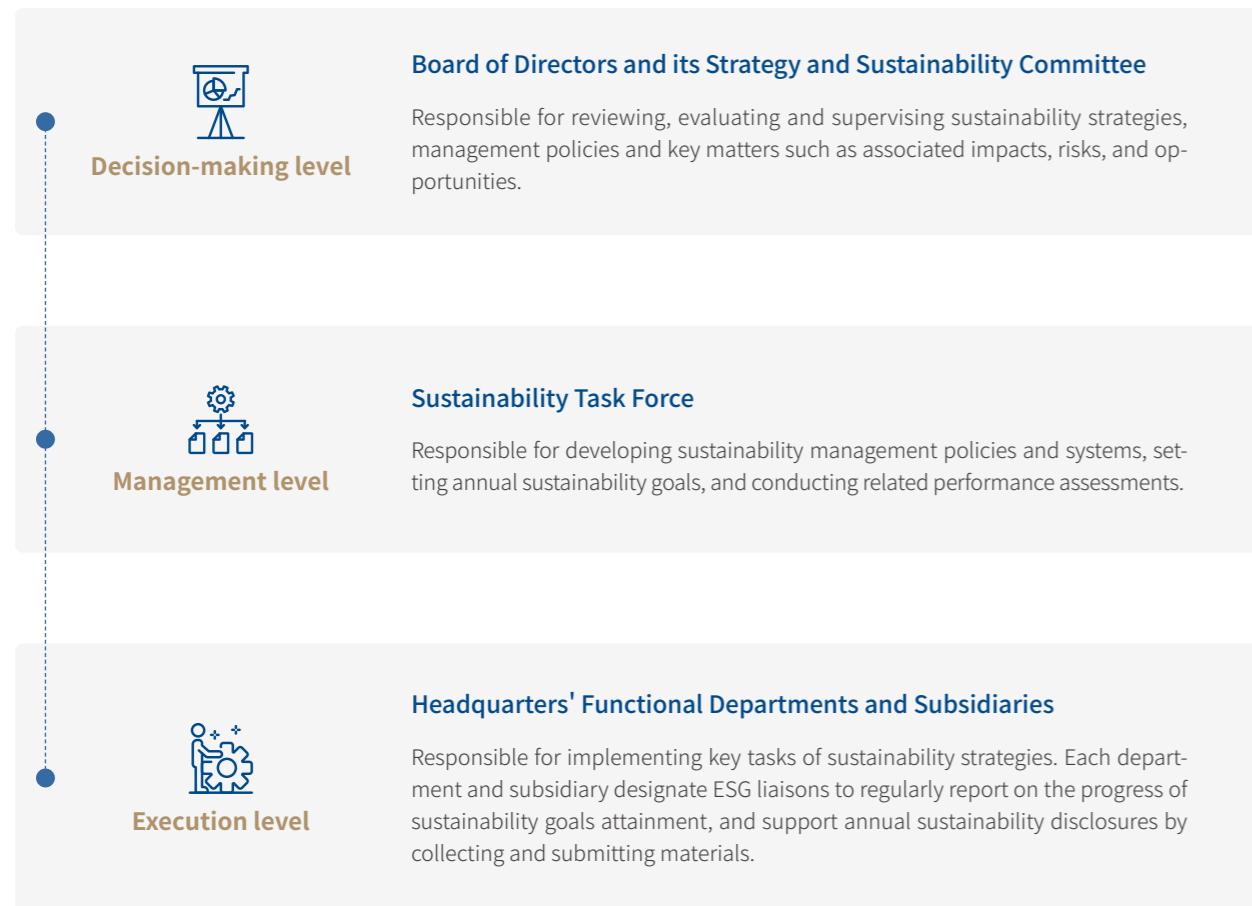 Board of Directors and its Strategy and Sustainability Committee
Responsible for reviewing, evaluating and supervising sustainability strategies,
management policies and key matters such as associated impacts, risks, and op-
portunities.
Decision-making level
Sustainability Task Force
Responsible for developing sustainability management policies and systems, set-
ting annual sustainability goals, and conducting related performance assessments.
Management level
Headquarters' Functional Departments and Subsidiaries
Responsible for implementing key tasks of sustainability strategies. Each depart-
ment and subsidiary designate ESG liaisons to regularly report on the progress of
sustainability goals attainment, and support annual sustainability disclosures by
collecting and submitting materials.
Execution level